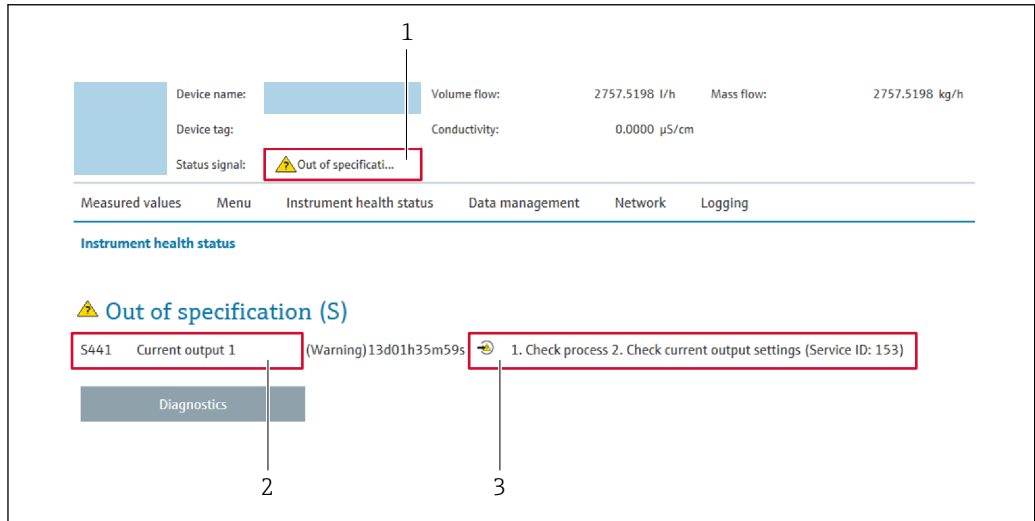 1
Device name: Volume flow: 2757.5198 l/h Mass flow: 2757.5198 kg/h
Device tag: Conductivity: 0.0000 µS/cm
Status signal: Out of specificati...
Measured values Menu Instrument health status Data management Network Logging
Instrument health status
Out of specification (S)
S441 Current output 1 (Warning)13d01h35m59s 1. Check process 2. Check current output settings (Service ID: 153)
Diagnostics
2 3